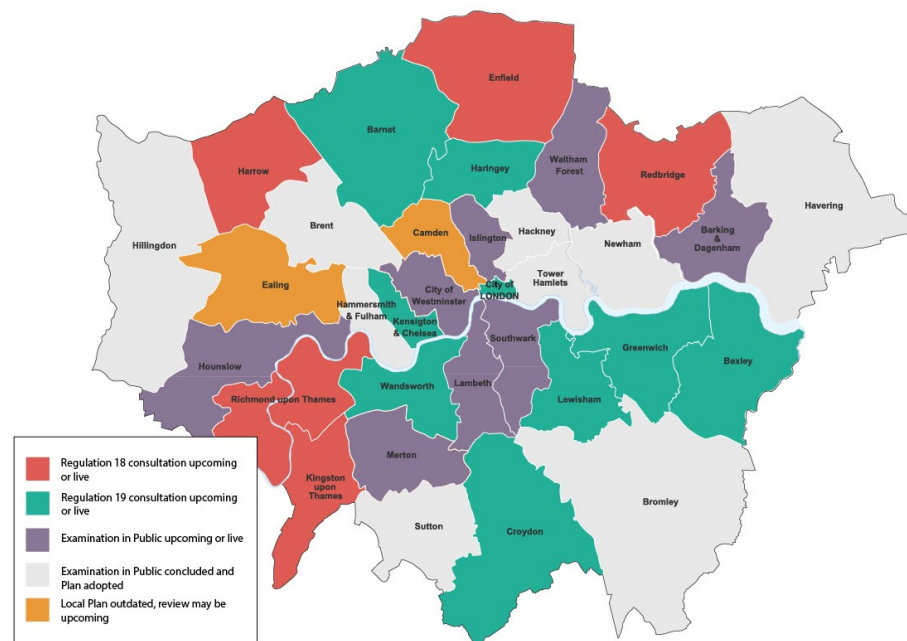 Enfield
Barnet
Harrow
Haringey
Waltham
Forest
Redbridge
Havering
Hillingdon
Brent
Camden
Islington
Hackney
Newham
Barking
&
Dagenham
Ealing
Hammersmith
& Fulham
City of
Westminster
Tower
Hamlets
City of
LONDON
Kensigton
& Chelsea
Hounslow
Southwark
Greenwich
Bexley
Richmond upon Thames
Wandsworth
Lambeth
Lewisham
Kingston
upon
Thames
Merton
Sutton
Croydon
Bromley
Regulation 18 consultation upcoming
or live
Regulation 19 consultation upcoming
or live
Examination in Public upcoming or live
Examination in Public concluded and
Plan adopted
Local Plan outdated, review may be
upcoming